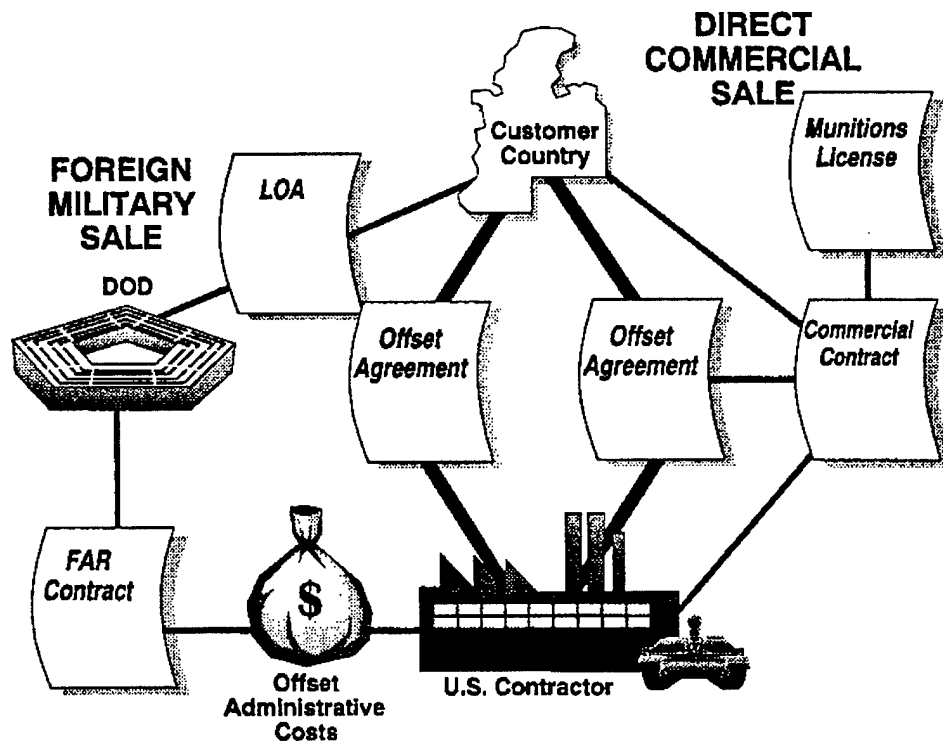 DIRECT
COMMERCIAL
SALE
Customer
Country
Munitions
License
FOREIGN
MILITARY
SALE
LOA
DOD
Offset
Agreement
Offset
Agreement
Commercial
Contract
FAR
Contract
$
Offset
Administrative
Costs
U.S. Contractor